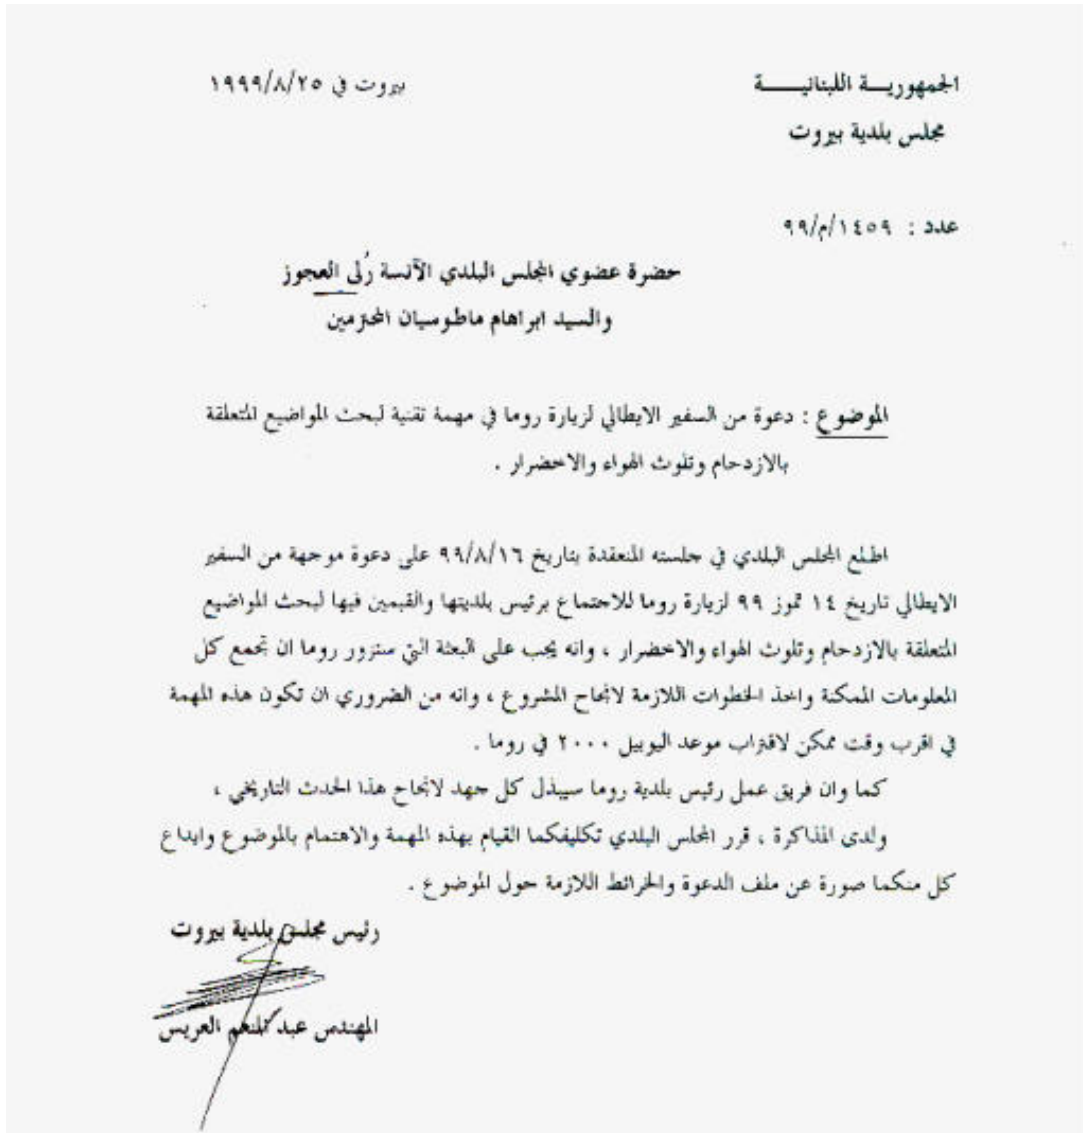 الجمهوريــة اللبنانيــــة
بيروت في ١٩٩٩/٨/٢٥
مجلس بلدية بيروت
عدد : ١٤٥٩/م/٩٩
حضرة عضوي المجلس البلدي الآنسة رُلى العجوز
والسيد ابراهام ماطوسيان المحترمين
الموضوع : دعوة من السفير الايطالي لزيارة روما في مهمة تقنية لبحث المواضيع المتعلقة
بالازدحام وتلوث الهواء والاخضرار .
اطلع المجلس البلدي في جلسته المنعقدة بتاريخ ٩٩/٨/١٦ على دعوة موجهة من السفير
الايطالي تاريخ ١٤ تموز ٩٩ لزيارة روما للاجتماع برئيس بلديتها والقيمين فيها لبحث المواضيع
المتعلقة بالازدحام وتلوث الهواء والاخضرار ، وانه يجب على البعثة التي ستزور روما ان تجمع كل
المعلومات الممكنة واخذ الخطوات اللازمة لانجاح المشروع ، وانه من الضروري ان تكون هذه المهمة
في اقرب وقت ممكن لاقتراب موعد اليوبيل ٢٠٠٠ في روما .
كما وان فريق عمل رئيس بلدية روما سيبذل كل جهد لانجاح هذا الحدث التاريخي ،
ولدى المذاكرة ، قرر المجلس البلدي تكليفكما القيام بهذه المهمة والاهتمام بالموضوع وايداع
كل منكما صورة عن ملف الدعوة والخرائط اللازمة حول الموضوع .
رئيس مجلس بلدية بيروت
المهندس عبد المنعم العريس